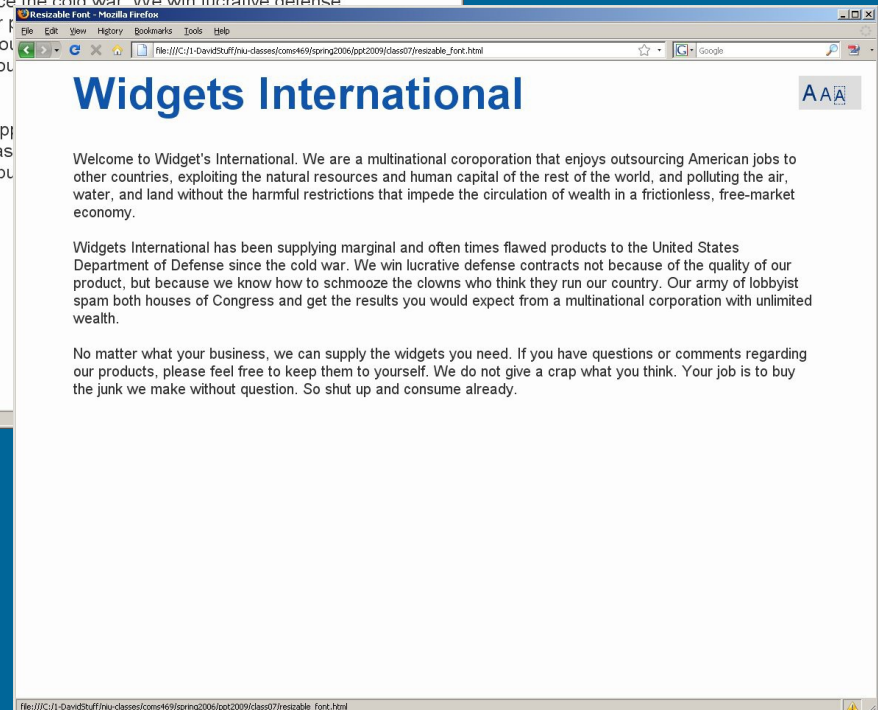 ce the cold war. We win lucrative defense
Resizable Font - Mozilla Firefox
File Edit View History Bookmarks Tools Help
file:///C:/1-DavidStuff/niu-classes/coms469/spring2006/ppt2009/class07/resizable_font.html
G Google
Widgets International
A A A
Welcome to Widget's International. We are a multinational coroporation that enjoys outsourcing American jobs to
other countries, exploiting the natural resources and human capital of the rest of the world, and polluting the air,
water, and land without the harmful restrictions that impede the circulation of wealth in a frictionless, free-market
economy.
Widgets International has been supplying marginal and often times flawed products to the United States
Department of Defense since the cold war. We win lucrative defense contracts not because of the quality of our
product, but because we know how to schmooze the clowns who think they run our country. Our army of lobbyist
spam both houses of Congress and get the results you would expect from a multinational corporation with unlimited
wealth.
No matter what your business, we can supply the widgets you need. If you have questions or comments regarding
our products, please feel free to keep them to yourself. We do not give a crap what you think. Your job is to buy
the junk we make without question. So shut up and consume already.
file:///C:/1-DavidStuff/niu-classes/coms469/spring2006/ppt2009/class07/resizable_font.html